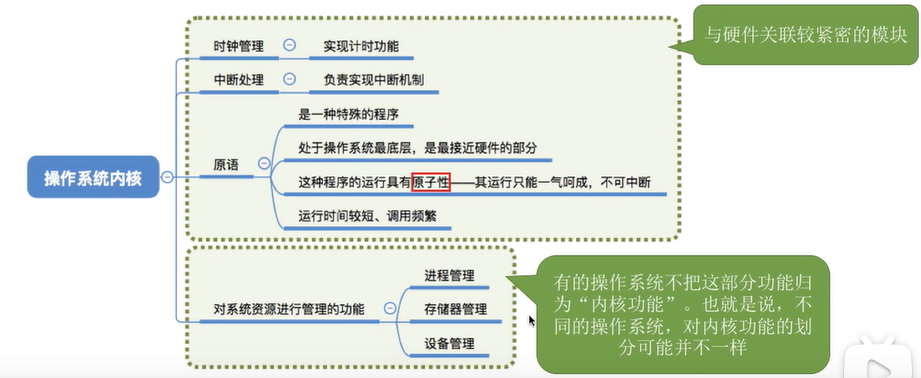 与硬件关联较紧密的模块
时钟管理
实现计时功能
中断处理
负责实现中断机制
是一种特殊的程序
处于操作系统最底层，是最接近硬件的部分
原语
这种程序的运行具有原子性——其运行只能一气呵成，不可中断
运行时间较短、调用频繁
操作系统内核
对系统资源进行管理的功能
进程管理
存储器管理
设备管理
有的操作系统不把这部分功能归
为“内核功能”。也就是说，不
同的操作系统，对内核功能的划
分可能并不一样